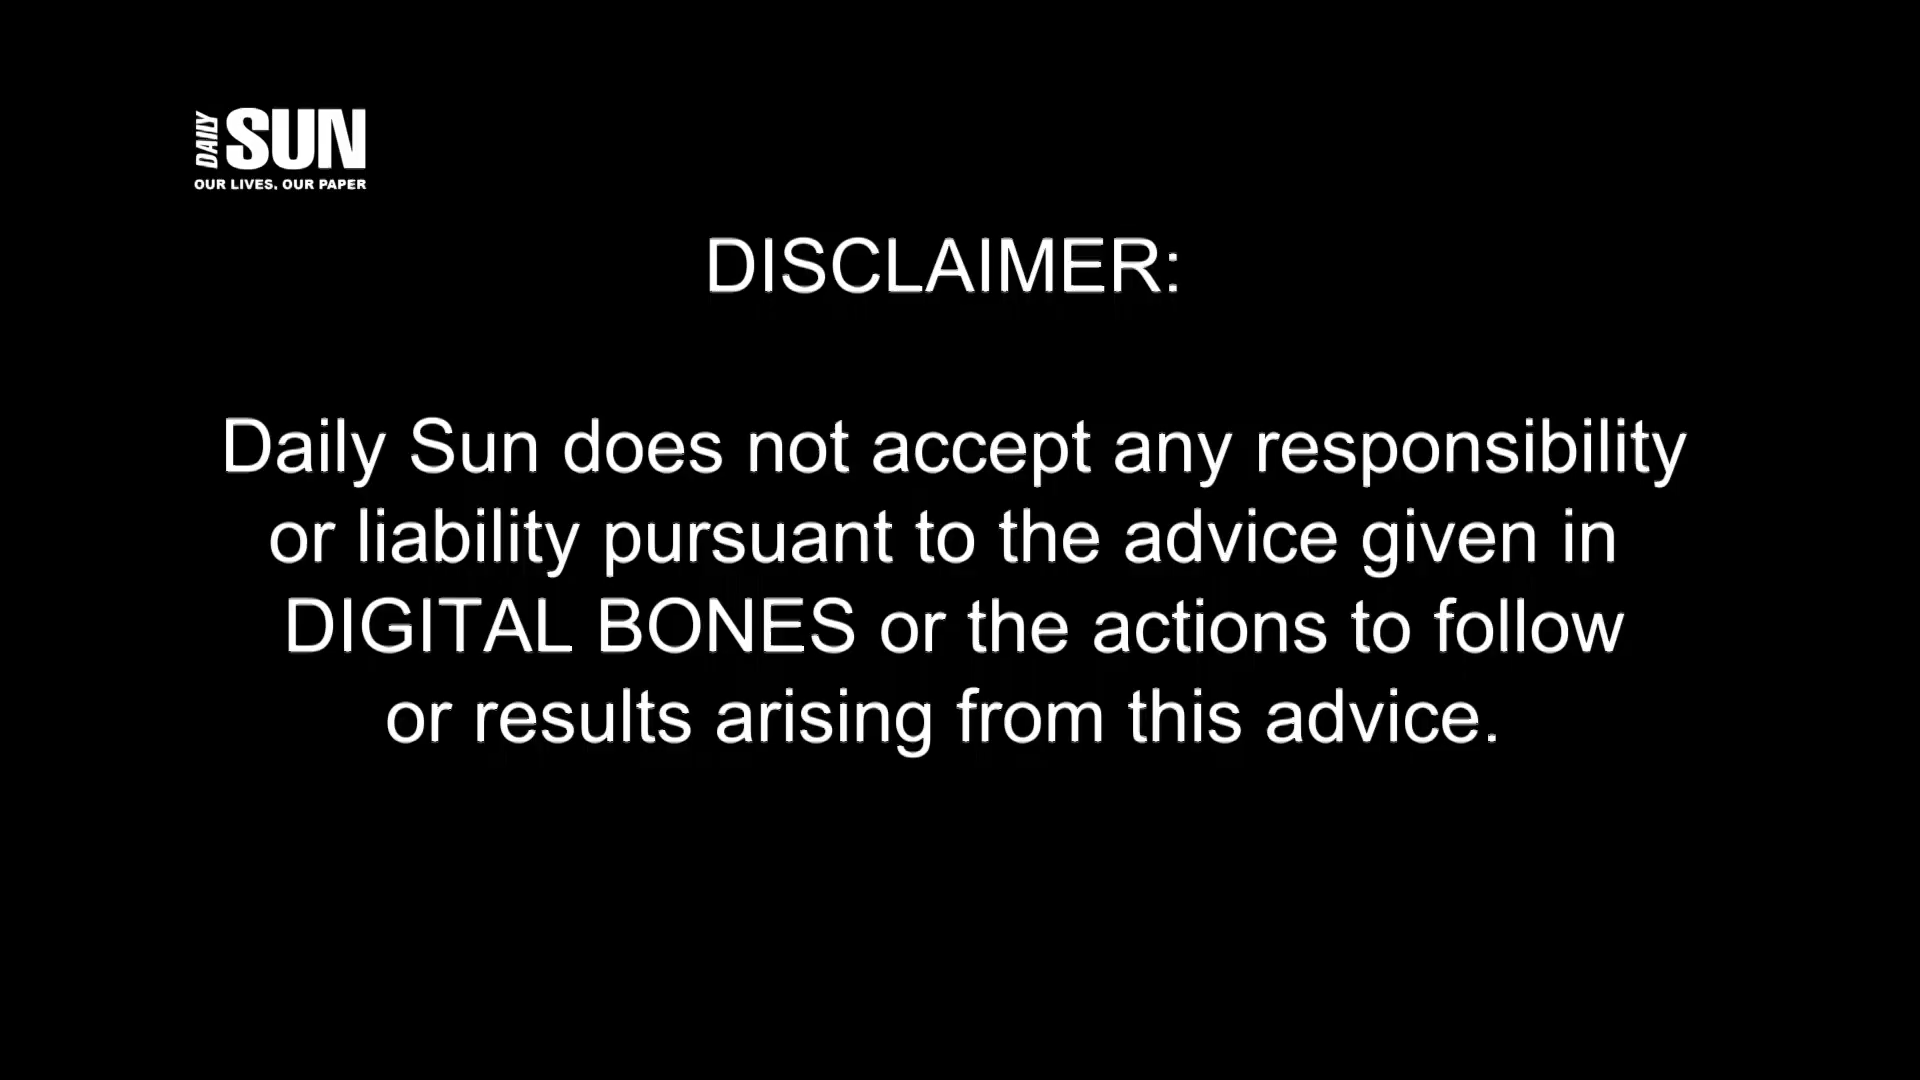 DAILY SUN
OUR LIVES, OUR PAPER
DISCLAIMER:
Daily Sun does not accept any responsibility
or liability pursuant to the advice given in
DIGITAL BONES or the actions to follow
or results arising from this advice.